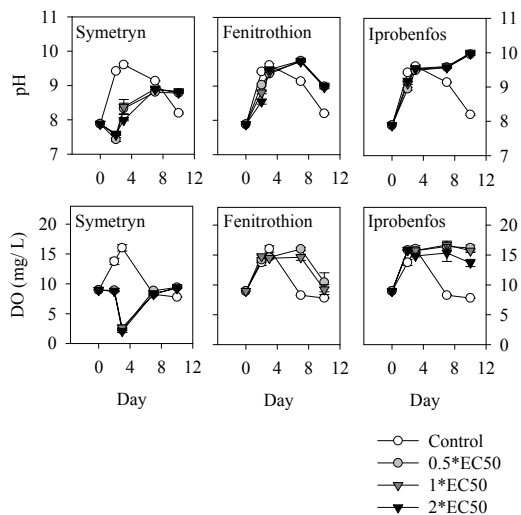 Symetryn
Fenitrothion
Iprobenfos
pH
11
10
9
8
7
11
10
9
8
7
0 4 8 12
0 4 8 12
0 4 8 12
Symetryn
Fenitrothion
Iprobenfos
DO (mg/ L)
20
15
10
5
0
20
15
10
5
0
0 4 8 12
0 4 8 12
0 4 8 12
Day
Day
Day
Control
0.5*EC50
1*EC50
2*EC50